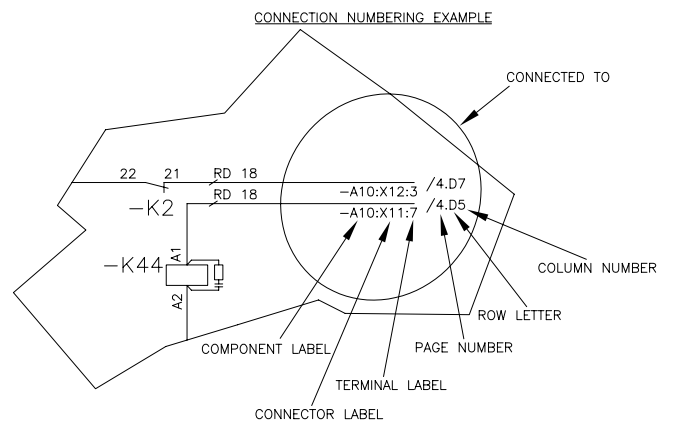 CONNECTION NUMBERING EXAMPLE
CONNECTED TO
22 21 RD 18
-A10:X12:3 /4.D7
-K2 RD 18
-A10:X11:7 /4.D5
A1
-K44
A2
COLUMN NUMBER
ROW LETTER
PAGE NUMBER
COMPONENT LABEL
TERMINAL LABEL
CONNECTOR LABEL